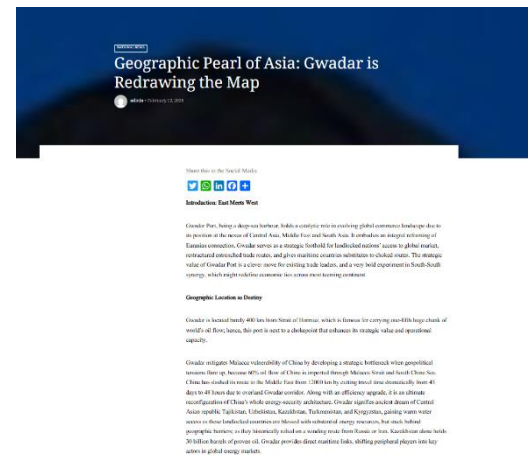 NATIONAL NEWS
Geographic Pearl of Asia: Gwadar is
Redrawing the Map
admin • February 12,
Share this to the Social Media
Introduction: East Meets West
Gwadar Port, being a deep-sea harbour, holds a catalytic role in evolving global commerce landscape due to
its position at the nexus of Central Asia, Middle East and South Asia. It embodies an integral reframing of
Eurasian connection. Gwadar serves as a strategic foothold for landlocked nations' access to global market,
restructured entrenched trade routes, and gives maritime countries substitutes to choked routes. The strategic
value of Gwadar Port is a clever move for existing trade leaders, and a very bold experiment in South-South
synergy, which might redefine economic ties across most teeming continent.
Geographic Location as Destiny
Gwadar is located barely 400 km from Strait of Hormuz, which is famous for carrying one-fifth huge chunk of
world's oil flow; hence, this port is next to a chokepoint that enhances its strategic value and operational
capacity.
Gwadar mitigates Malacca vulnerability of China by developing a strategic bottleneck when geopolitical
tensions flare up, because 60% oil flow of China is imported through Malacca Strait and South China Sea.
China has slashed its route to the Middle East from 12000 km by cutting travel time dramatically from 45
days to 48 hours due to overland Gwadar corridor. Along with an efficiency upgrade, it is an ultimate
reconfiguration of China's whole energy-security architecture. Gwadar signifies ancient dream of Central
Asian republic Tajikistan, Uzbekistan, Kazakhstan, Turkmenistan, and Kyrgyzstan, gaining warm water
access as these landlocked countries are blessed with substantial energy resources, but stuck behind
geographic barriers; as they historically relied on a winding route from Russia or Iran. Kazakhstan alone holds
30 billion barrels of proven oil. Gwadar provides direct maritime links, shifting peripheral players into key
actors in global energy markets.